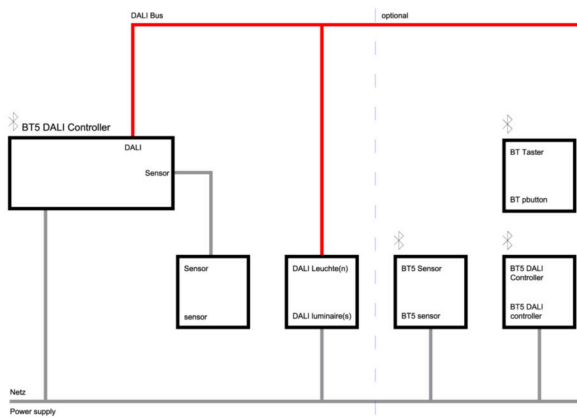 DALI Bus
optional
BT5 DALI Controller
DALI
Sensor
BT Taster
BT pbutton
Sensor
sensor
DALI Leuchte(n)
DALI luminaire(s)
BT5 Sensor
BT5 sensor
BT5 DALI
Controller
BT5 DALI
controller
Netz
Power supply